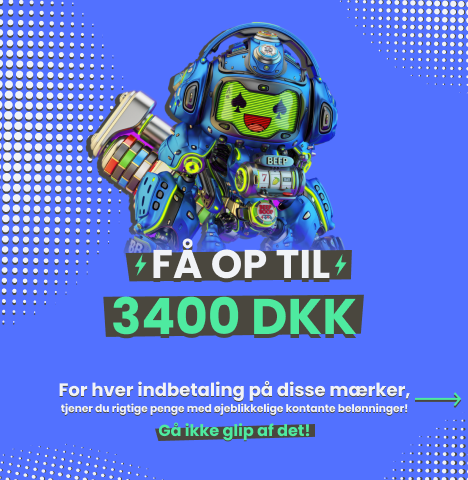 BEEP
FÅ OP TIL
3400 DKK
For hver indbetaling på disse mærker,
tjener du rigtige penge med øjeblikkelige kontante belønninger!
Gå ikke glip af det!